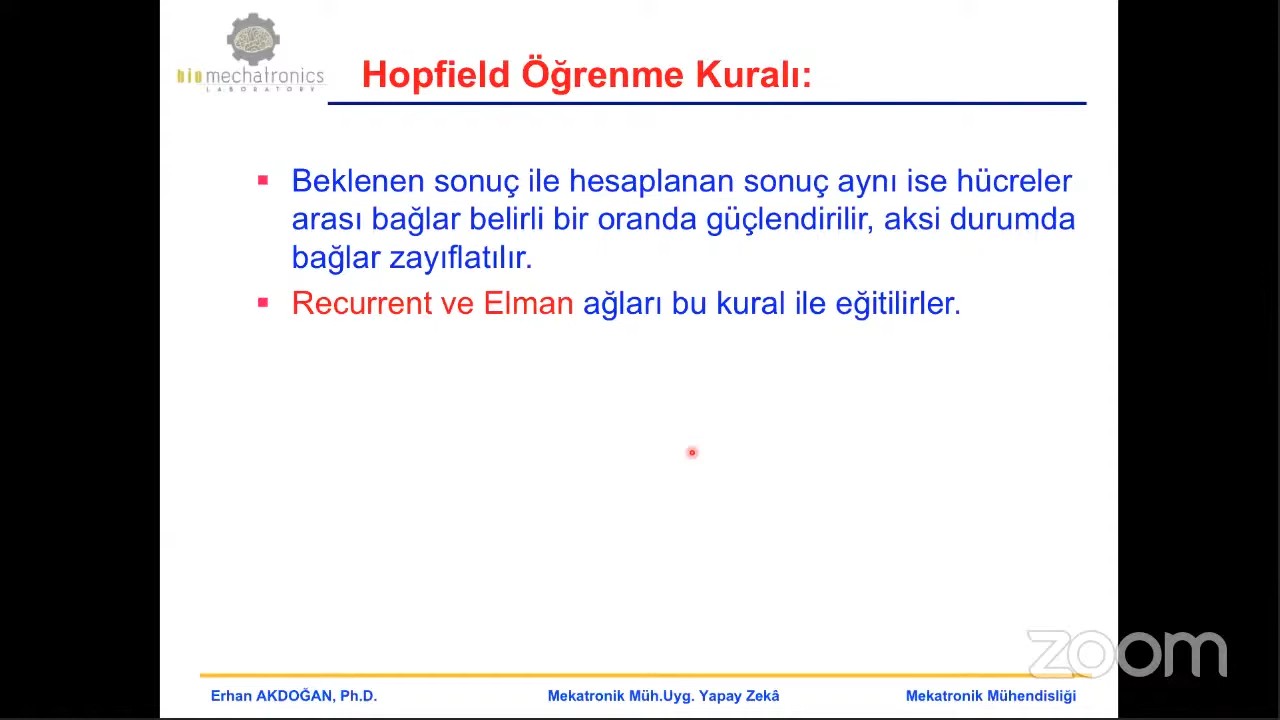 biomechatronics
LABORATORY
Hopfield Öğrenme Kuralı:
Beklenen sonuç ile hesaplanan sonuç aynı ise hücreler
arası bağlar belirli bir oranda güçlendirilir, aksi durumda
bağlar zayıflatılır.
Recurrent ve Elman ağları bu kural ile eğitilirler.
zoom
Erhan AKDOĞAN, Ph.D. Mekatronik Müh.Uyg. Yapay Zekâ Mekatronik Mühendisliği